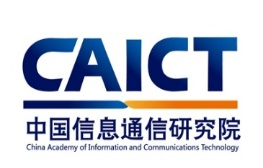 CAICT
中国信息通信研究院
China Academy of Information and Communications Technology